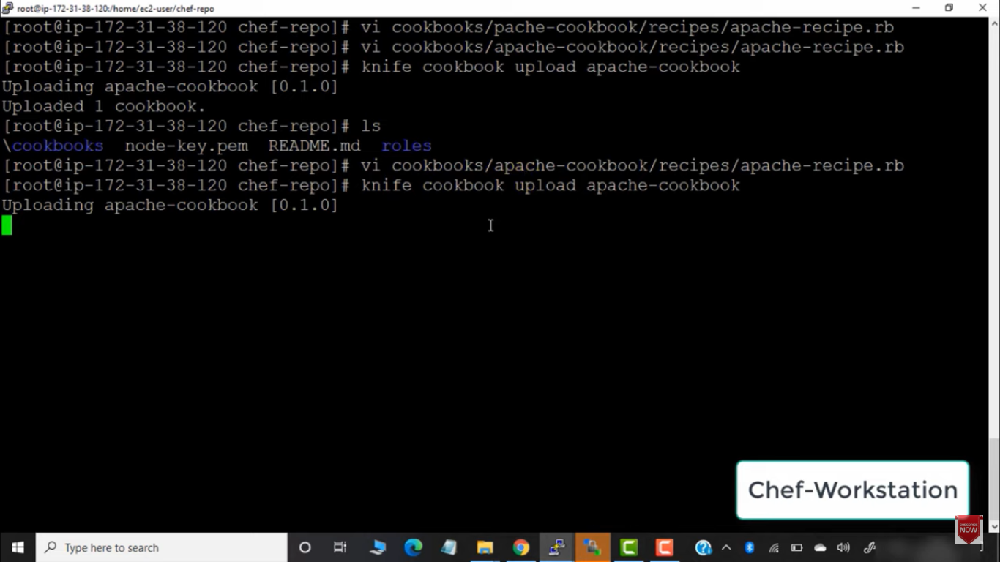 root@ip-172-31-38-120:/home/ec2-user/chef-repo
[root@ip-172-31-38-120 chef-repo]# vi cookbooks/pache-cookbook/recipes/apache-recipe.rb
[root@ip-172-31-38-120 chef-repo]# vi cookbooks/apache-cookbook/recipes/apache-recipe.rb
[root@ip-172-31-38-120 chef-repo]# knife cookbook upload apache-cookbook
Uploading apache-cookbook [0.1.0]
Uploaded 1 cookbook.
[root@ip-172-31-38-120 chef-repo]# ls
\cookbooks node-key.pem README.md roles
[root@ip-172-31-38-120 chef-repo]# vi cookbooks/apache-cookbook/recipes/apache-recipe.rb
[root@ip-172-31-38-120 chef-repo]# knife cookbook upload apache-cookbook
Uploading apache-cookbook [0.1.0]
Chef-Workstation
SUBSCRIBE
NOW
Type here to search